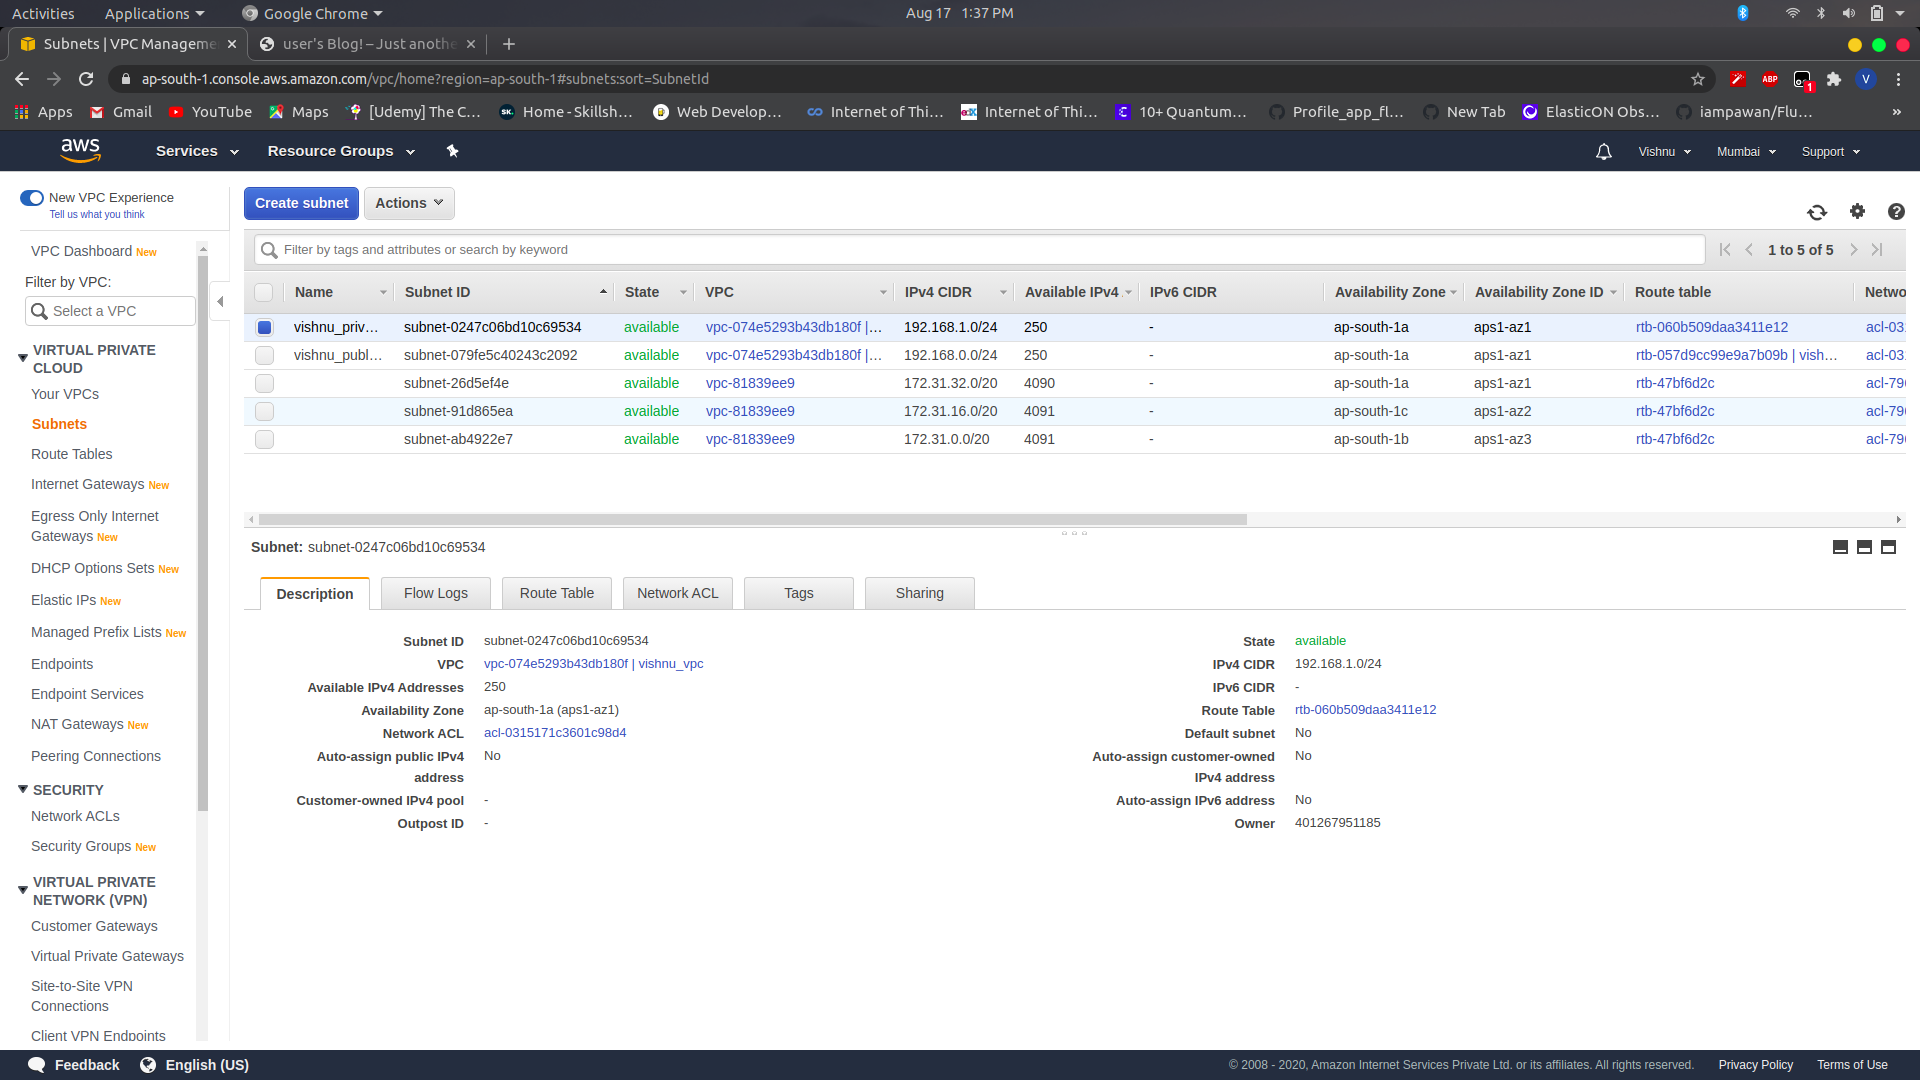 Activities Applications Google Chrome Aug 17 1:37 PM
Subnets | VPC Manageme user's Blog! – Just anothe
ap-south-1.console.aws.amazon.com/vpc/home?region=ap-south-1#subnets:sort=SubnetId ABP 1 V
Apps Gmail YouTube Maps [Udemy] The C... Home - Skillsh... Web Develop... Internet of Thi... Internet of Thi... 10+ Quantum... Profile_app_fl... New Tab ElasticON Obs... iampawan/Flu... »
aws Services Resource Groups Vishnu Mumbai Support
New VPC Experience
Tell us what you think
VPC Dashboard New
Filter by VPC:
Select a VPC
VIRTUAL PRIVATE
CLOUD
Your VPCs
Subnets
Route Tables
Internet Gateways New
Egress Only Internet
Gateways New
DHCP Options Sets New
Elastic IPs New
Managed Prefix Lists New
Endpoints
Endpoint Services
NAT Gateways New
Peering Connections
SECURITY
Network ACLs
Security Groups New
VIRTUAL PRIVATE
NETWORK (VPN)
Customer Gateways
Virtual Private Gateways
Site-to-Site VPN
Connections
Client VPN Endpoints
Create subnet Actions
Filter by tags and attributes or search by keyword 1 to 5 of 5
Name Subnet ID State VPC IPv4 CIDR Available IPv4 IPv6 CIDR Availability Zone Availability Zone ID Route table Netwo
vishnu_priv... subnet-0247c06bd10c69534 available vpc-074e5293b43db180f |... 192.168.1.0/24 250 - ap-south-1a aps1-az1 rtb-060b509daa3411e12 acl-031
vishnu_publ... subnet-079fe5c40243c2092 available vpc-074e5293b43db180f |... 192.168.0.0/24 250 - ap-south-1a aps1-az1 rtb-057d9cc99e9a7b09b | vish... acl-031
subnet-26d5ef4e available vpc-81839ee9 172.31.32.0/20 4090 - ap-south-1a aps1-az1 rtb-47bf6d2c acl-790
subnet-91d865ea available vpc-81839ee9 172.31.16.0/20 4091 - ap-south-1c aps1-az2 rtb-47bf6d2c acl-790
subnet-ab4922e7 available vpc-81839ee9 172.31.0.0/20 4091 - ap-south-1b aps1-az3 rtb-47bf6d2c acl-790
Subnet: subnet-0247c06bd10c69534
Description Flow Logs Route Table Network ACL Tags Sharing
Subnet ID subnet-0247c06bd10c69534 State available
VPC vpc-074e5293b43db180f | vishnu_vpc IPv4 CIDR 192.168.1.0/24
Available IPv4 Addresses 250 IPv6 CIDR -
Availability Zone ap-south-1a (aps1-az1) Route Table rtb-060b509daa3411e12
Network ACL acl-0315171c3601c98d4 Default subnet No
Auto-assign public IPv4 No Auto-assign customer-owned No
address IPv4 address
Customer-owned IPv4 pool - Auto-assign IPv6 address No
Outpost ID - Owner 401267951185
Feedback English (US) © 2008 - 2020, Amazon Internet Services Private Ltd. or its affiliates. All rights reserved. Privacy Policy Terms of Use